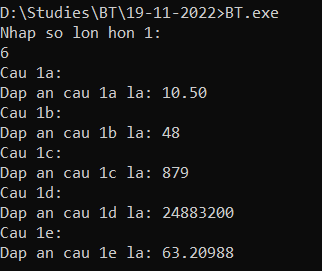 D:\Studies\BT\19-11-2022>BT.exe
Nhap so lon hon 1:
6
Cau 1a:
Dap an cau 1a la: 10.50
Cau 1b:
Dap an cau 1b la: 48
Cau 1c:
Dap an cau 1c la: 879
Cau 1d:
Dap an cau 1d la: 24883200
Cau 1e:
Dap an cau 1e la: 63.20988